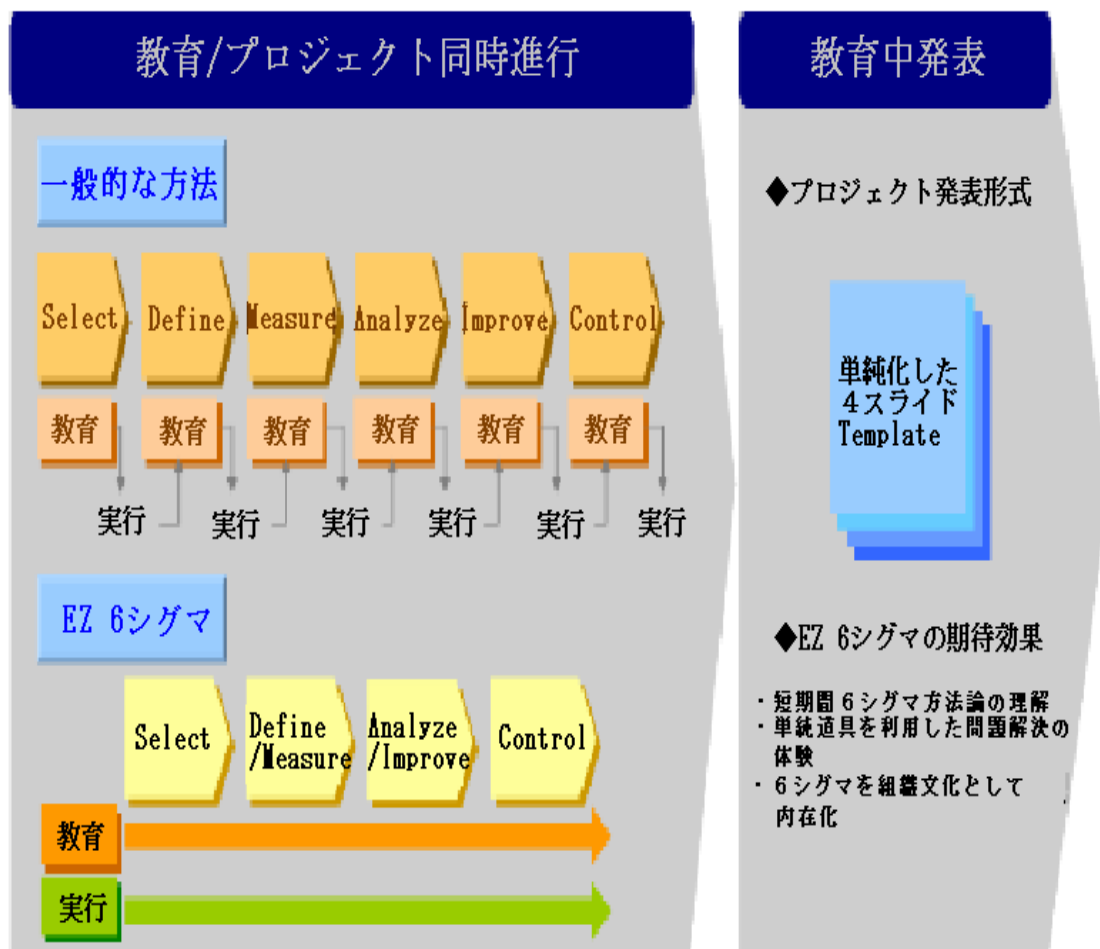 教育/プロジェクト同時進行
一般的な方法
Select
Define
Measure
Analyze
Improve
Control
教育
教育
教育
教育
教育
教育
実行
実行
実行
実行
実行
実行
EZ 6シグマ
Select
Define
/Measure
Analyze
/Improve
Control
教育
実行
教育中発表
◆プロジェクト発表形式
単純化した
４スライド
Template
◆EZ 6シグマの期待効果
・短期間６シグマ方法論の理解
・単純道具を利用した問題解決の
体験
・６シグマを組織文化として
内在化